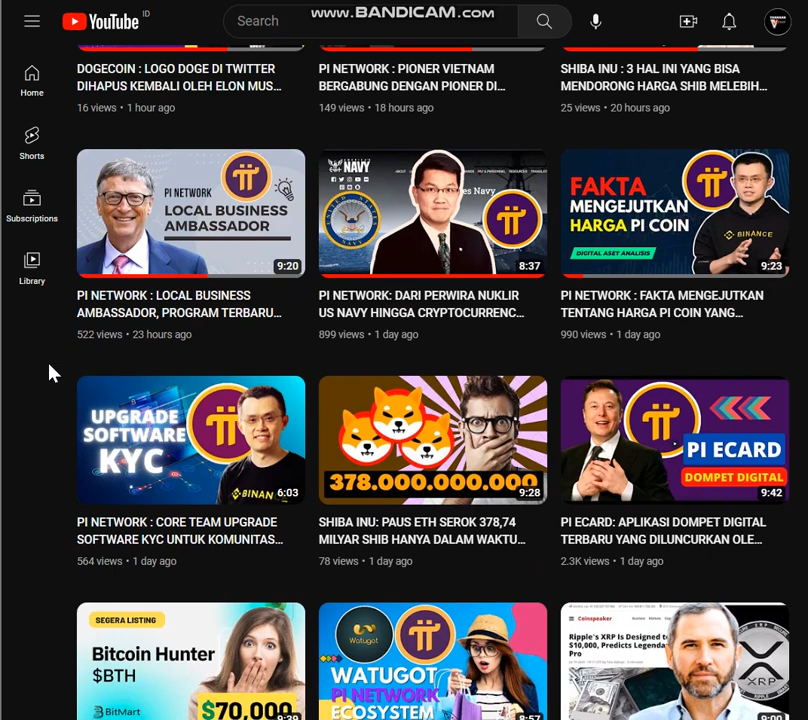 YouTube ID
Search
WWW.BANDICAM.COM
Home
Shorts
Subscriptions
Library
DOGECOIN : LOGO DOGE DI TWITTER
DIHAPUS KEMBALI OLEH ELON MUS...
16 views • 1 hour ago
PI NETWORK : PIONER VIETNAM
BERGABUNG DENGAN PIONER DI...
149 views • 18 hours ago
SHIBA INU : 3 HAL INI YANG BISA
MENDORONG HARGA SHIB MELEBIH...
25 views • 20 hours ago
PI NETWORK
LOCAL BUSINESS
AMBASSADOR
9:20
NAVY
8:37
FAKTA
MENGEJUTKAN
HARGA PI COIN
DIGITAL ASET ANALISIS
BINANCE
9:23
PI NETWORK : LOCAL BUSINESS
AMBASSADOR, PROGRAM TERBARU...
522 views • 23 hours ago
PI NETWORK: DARI PERWIRA NUKLIR
US NAVY HINGGA CRYPTOCURRENC...
899 views • 1 day ago
PI NETWORK : FAKTA MENGEJUTKAN
TENTANG HARGA PI COIN YANG...
990 views • 1 day ago
UPGRADE
SOFTWARE
KYC
BINAN
6:03
378.000.000.000
9:28
PI ECARD
DOMPET DIGITAL
9:42
PI NETWORK : CORE TEAM UPGRADE
SOFTWARE KYC UNTUK KOMUNITAS...
564 views • 1 day ago
SHIBA INU: PAUS ETH SEROK 378,74
MILYAR SHIB HANYA DALAM WAKTU...
78 views • 1 day ago
PI ECARD: APLIKASI DOMPET DIGITAL
TERBARU YANG DILUNCURKAN OLE...
2.3K views • 1 day ago
SEGERA LISTING
Bitcoin Hunter
$BTH
BitMart
$70,000
9:39
Watugot
WATUGOT
PI NETWORK
ECOSYSTEM
8:57
Coinspeaker
Ripple's XRP Is Designed to
$10,000, Predicts Legenda
Pro
XRP
9:00